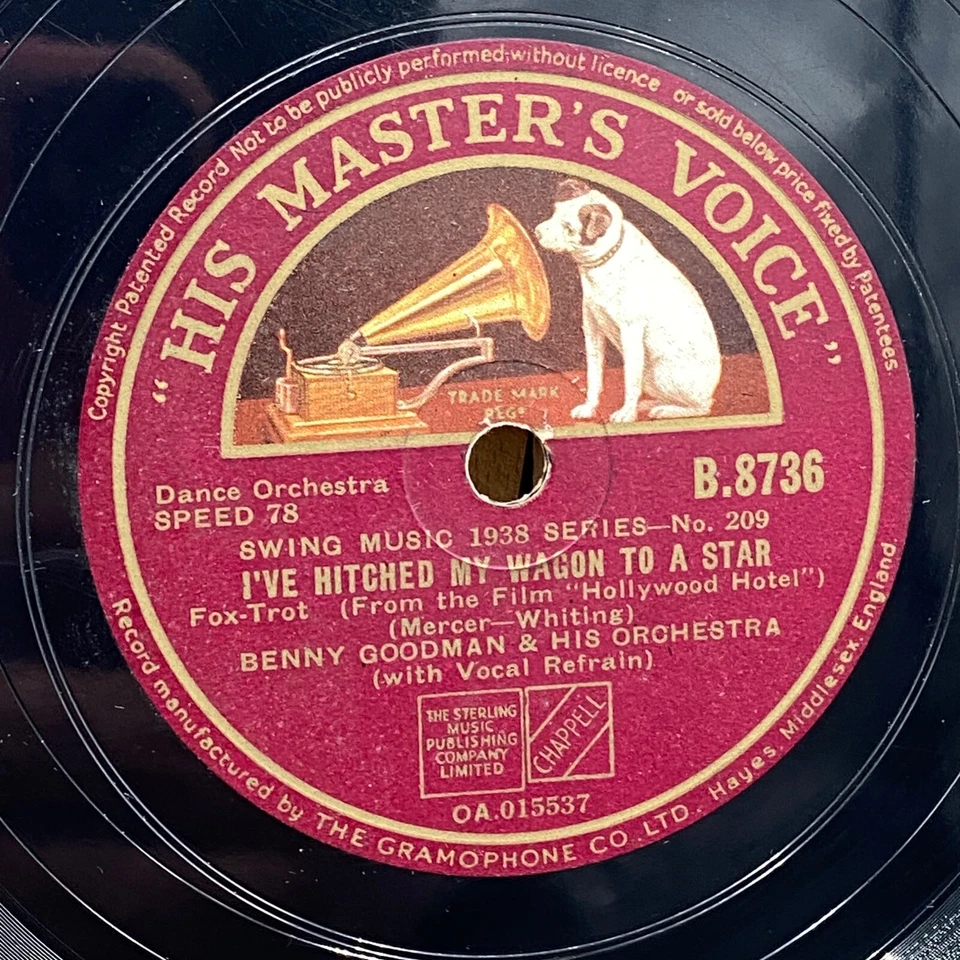 Copyright Patented Record Not to be publicly performed, without licence or sold below price fixed by Patentees.
“HIS MASTER'S VOICE”
TRADE MARK
REGD
Dance Orchestra
SPEED 78
B.8736
SWING MUSIC 1938 SERIES—No. 209
I'VE HITCHED MY WAGON TO A STAR
Fox-Trot (From the Film “Hollywood Hotel”)
(Mercer—Whiting)
BENNY GOODMAN & HIS ORCHESTRA
(with Vocal Refrain)
THE STERLING
MUSIC
PUBLISHING
COMPANY
LIMITED
CHAPPELL
OA.015537
Record manufactured by THE GRAMOPHONE CO., LTD., Hayes, Middlesex, England.